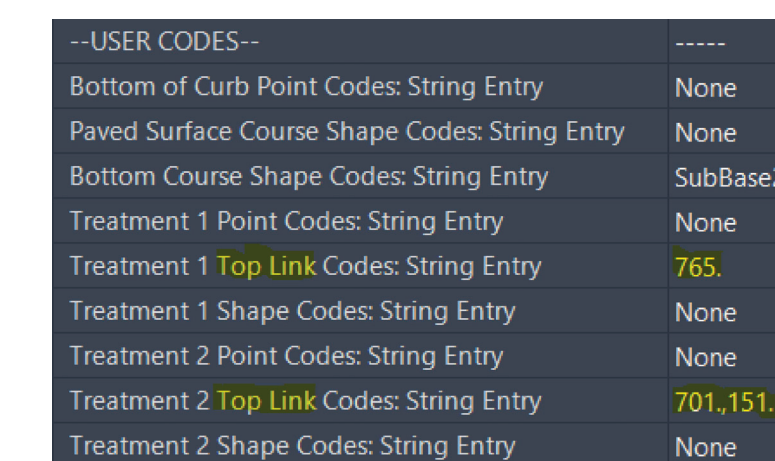 --USER CODES-- -----
Bottom of Curb Point Codes: String Entry None
Paved Surface Course Shape Codes: String Entry None
Bottom Course Shape Codes: String Entry SubBase
Treatment 1 Point Codes: String Entry None
Treatment 1 Top Link Codes: String Entry 765.
Treatment 1 Shape Codes: String Entry None
Treatment 2 Point Codes: String Entry None
Treatment 2 Top Link Codes: String Entry 701.,151.
Treatment 2 Shape Codes: String Entry None